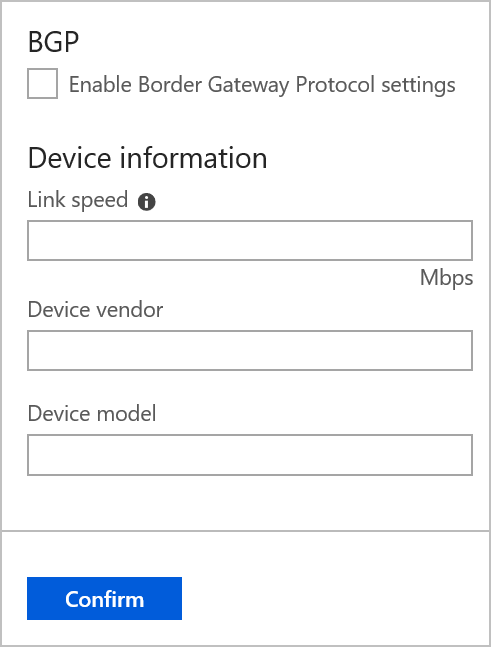 BGP
Enable Border Gateway Protocol settings
Device information
Link speed
Mbps
Device vendor
Device model
Confirm